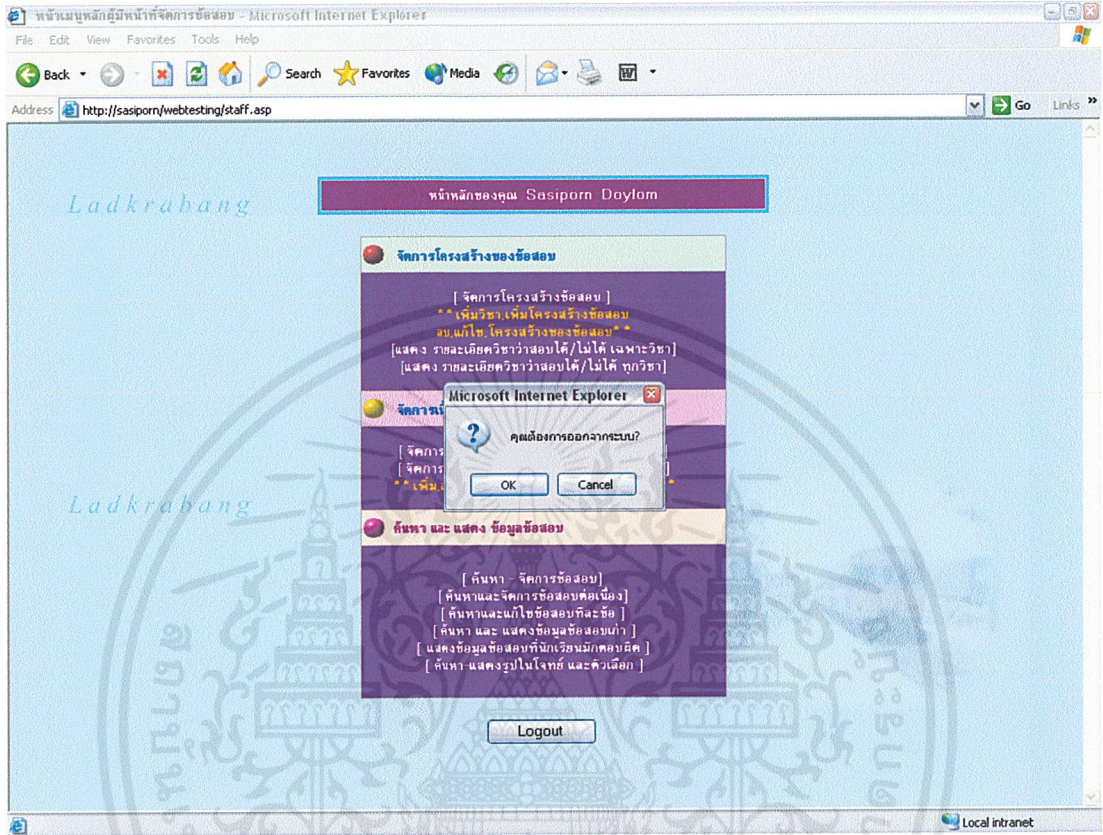 หน้าเมนูหลักผู้มีหน้าที่จัดการข้อสอบ - Microsoft Internet Explorer
File Edit View Favorites Tools Help
Back Search Favorites Media
Address http://sasiporn/webtesting/staff.asp Go Links »
Ladkrabang
หน้าหลักของคุณ Sasiporn Doylom
จัดการโครงสร้างของข้อสอบ
[ จัดการโครงสร้างข้อสอบ ]
* * เพิ่มวิชา,เพิ่มโครงสร้างข้อสอบ
ลบ,แก้ไข,โครงสร้างของข้อสอบ* *
[แสดง รายละเอียดวิชาว่าสอบได้/ไม่ได้ เฉพาะวิชา]
[แสดง รายละเอียดวิชาว่าสอบได้/ไม่ได้ ทุกวิชา]
Microsoft Internet Explorer
คุณต้องการออกจากระบบ?
OK Cancel
[ จัดการ
[ จัดการ ]
* * เพิ่ม, *
Ladkrabang
ค้นหา และ แสดง ข้อมูลข้อสอบ
[ ค้นหา - จัดการข้อสอบ]
[ ค้นหาและจัดการข้อสอบต่อเนื่อง]
[ ค้นหาและแก้ไขข้อสอบทีละข้อ ]
[ ค้นหา และ แสดงข้อมูลข้อสอบเก่า ]
[ แสดงข้อมูลข้อสอบที่นักเรียนมักตอบผิด ]
[ ค้นหา-แสดงรูปในโจทย์ และตัวเลือก ]
Logout
Local intranet